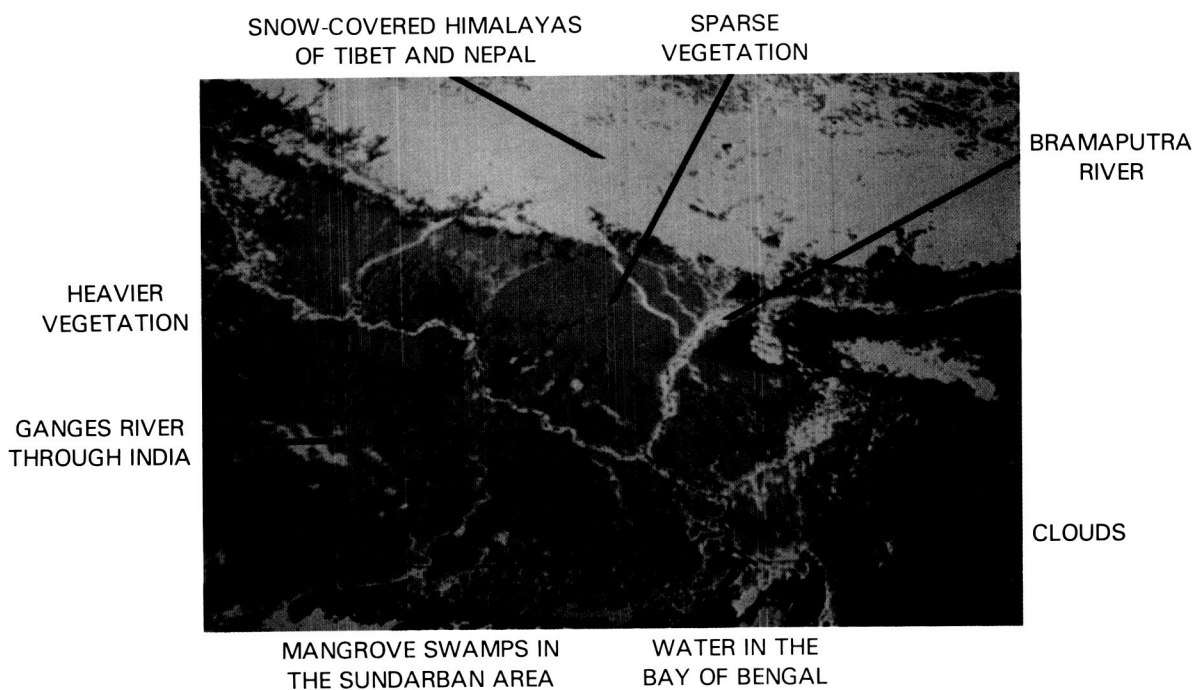 SNOW-COVERED HIMALAYAS
OF TIBET AND NEPAL
SPARSE
VEGETATION
BRAMAPUTRA
RIVER
HEAVIER
VEGETATION
GANGES RIVER
THROUGH INDIA
CLOUDS
MANGROVE SWAMPS IN
THE SUNDARBAN AREA
WATER IN THE
BAY OF BENGAL